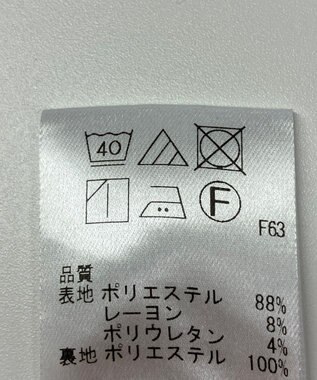 40
F
F63
品質
表地 ポリエステル 88%
レーヨン 8%
ポリウレタン 4%
裏地 ポリエステル 100%